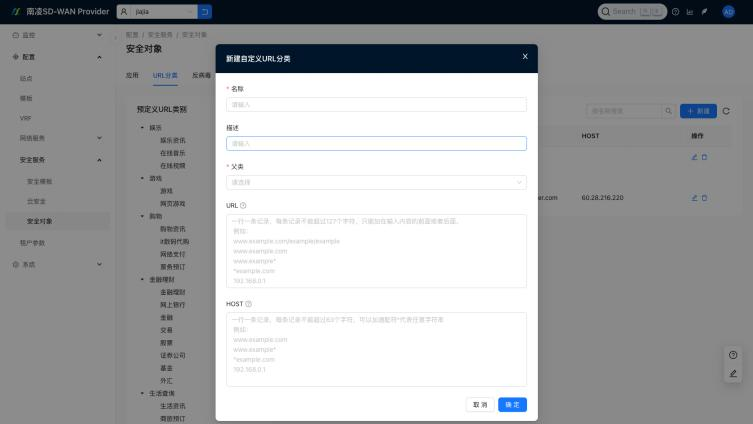 南凌SD-WAN Provider
jiajia
Search
AD
监控
配置
站点
模板
VRF
网络服务
安全服务
安全模板
云安全
安全对象
租户参数
系统
配置 / 安全服务 / 安全对象
安全对象
应用
URL分类
反病毒
预定义URL类别
娱乐
娱乐资讯
在线音乐
在线视频
游戏
游戏
网页游戏
购物
购物资讯
it数码代购
网络支付
票务预订
金融理财
金融理财
网上银行
金融
交易
股票
证券公司
基金
外汇
生活查询
生活资讯
商旅预订
新建自定义URL分类
* 名称
请输入
描述
请输入
* 父类
请选择
URL
一行一条记录，每条记录不能超过127个字符，只能加在输入内容的前面或者后面。
例如:
www.example.com/example/example
www.example.com
www.example*
*example.com
192.168.0.1
HOST
一行一条记录，每条记录不能超过63个字符，可以加通配符*代表任意字符串
例如:
www.example.com
www.example*
*example.com
192.168.0.1
取 消
确 定
按名称搜索
+ 新建
HOST
操作
er.com
60.28.216.220